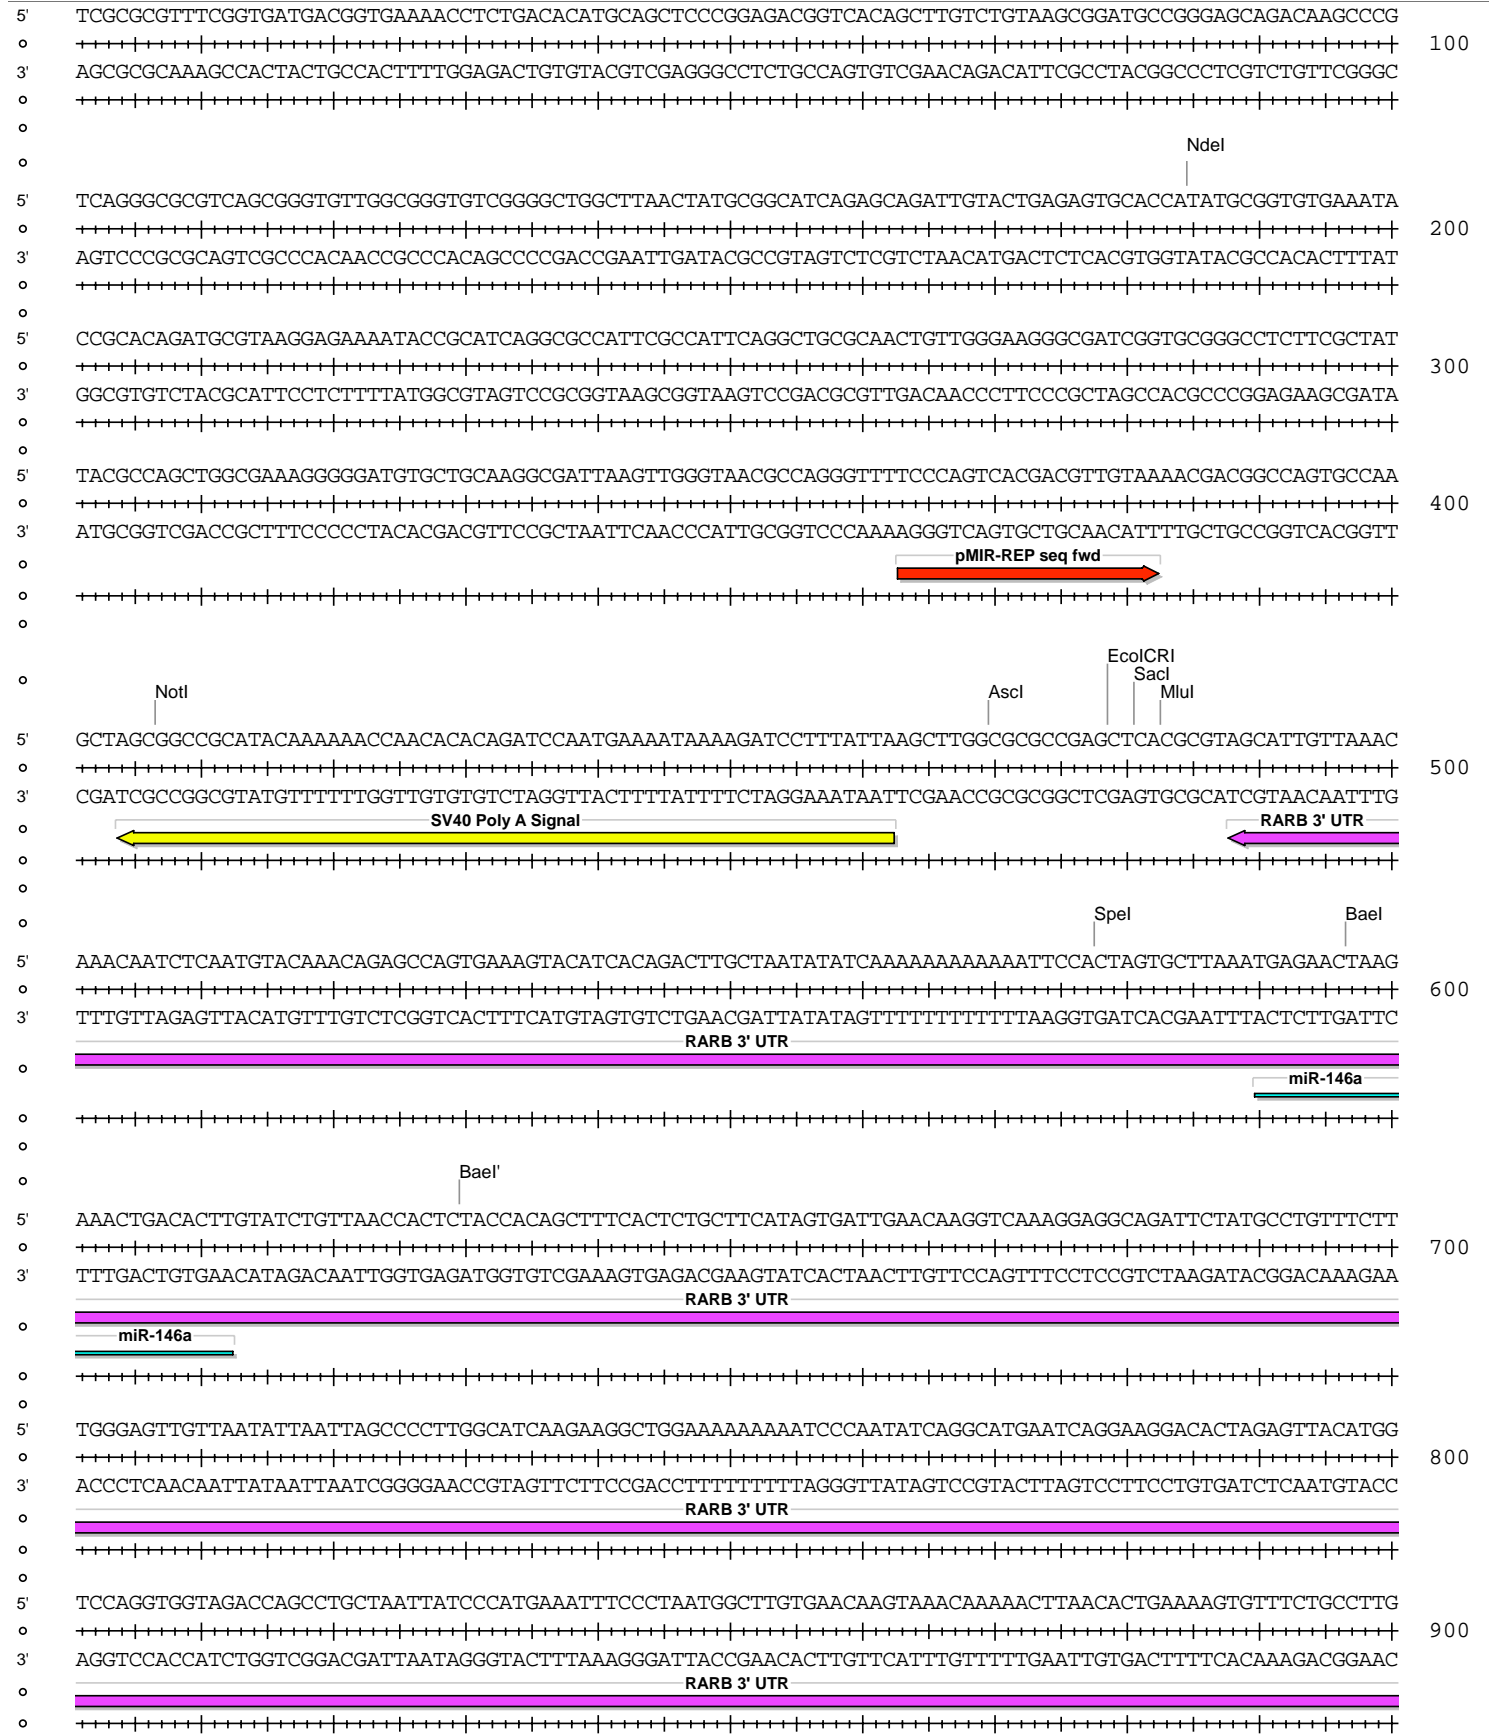 5' TCGCGCGTTTCGGTGATGACGGTGAAAACCTCTGACACATGCAGCTCCCGGAGACGGTCACAGCTTGTCTGTAAGCGGATGCCGGGAGCAGACAAGCCCG
100
3' AGCGCGCAAAGCCACTACTGCCACTTTTGGAGACTGTGTACGTCGAGGGCCTCTGCCAGTGTCGAACAGACATTCGCCTACGGCCCTCGTCTGTTCGGGC
NdeI
5' TCAGGGCGCGTCAGCGGGTGTTGGCGGGTGTCGGGGCTGGCTTAACTATGCGGCATCAGAGCAGATTGTACTGAGAGTGCACCATATGCGGTGTGAAATA
200
3' AGTCCCGCGCAGTCGCCCACAACCGCCCACAGCCCCGACCGAATTGATACGCCGTAGTCTCGTCTAACATGACTCTCACGTGGTATACGCCACACTTTAT
5' CCGCACAGATGCGTAAGGAGAAAATACCGCATCAGGCGCCATTCGCCATTCAGGCTGCGCAACTGTTGGGAAGGGCGATCGGTGCGGGCCTCTTCGCTAT
300
3' GGCGTGTCTACGCATTCCTCTTTTATGGCGTAGTCCGCGGTAAGCGGTAAGTCCGACGCGTTGACAACCCTTCCCGCTAGCCACGCCCGGAGAAGCGATA
5' TACGCCAGCTGGCGAAAGGGGGATGTGCTGCAAGGCGATTAAGTTGGGTAACGCCAGGGTTTTCCCAGTCACGACGTTGTAAAACGACGGCCAGTGCCAA
400
3' ATGCGGTCGACCGCTTTCCCCCTACACGACGTTCCGCTAATTCAACCCATTGCGGTCCCAAAAGGGTCAGTGCTGCAACATTTTGCTGCCGGTCACGGTT
pMIR-REP seq fwd
EcoICRI
SacI
NotI AscI MluI
5' GCTAGCGGCCGCATACAAAAAACCAACACACAGATCCAATGAAAATAAAAGATCCTTTATTAAGCTTGGCGCGCCGAGCTCACGCGTAGCATTGTTAAAC
500
3' CGATCGCCGGCGTATGTTTTTTGGTTGTGTGTCTAGGTTACTTTTATTTTCTAGGAAATAATTCGAACCGCGCGGCTCGAGTGCGCATCGTAACAATTTG
SV40 Poly A Signal RARB 3' UTR
SpeI BaeI
5' AAACAATCTCAATGTACAAACAGAGCCAGTGAAAGTACATCACAGACTTGCTAATATATCAAAAAAAAAAAATTCCACTAGTGCTTAAATGAGAACTAAG
600
3' TTTGTTAGAGTTACATGTTTGTCTCGGTCACTTTCATGTAGTGTCTGAACGATTATATAGTTTTTTTTTTTTAAGGTGATCACGAATTTACTCTTGATTC
RARB 3' UTR
miR-146a
BaeI'
5' AAACTGACACTTGTATCTGTTAACCACTCTACCACAGCTTTCACTCTGCTTCATAGTGATTGAACAAGGTCAAAGGAGGCAGATTCTATGCCTGTTTCTT
700
3' TTTGACTGTGAACATAGACAATTGGTGAGATGGTGTCGAAAGTGAGACGAAGTATCACTAACTTGTTCCAGTTTCCTCCGTCTAAGATACGGACAAAGAA
RARB 3' UTR
miR-146a
5' TGGGAGTTGTTAATATTAATTAGCCCCTTGGCATCAAGAAGGCTGGAAAAAAAAATCCCAATATCAGGCATGAATCAGGAAGGACACTAGAGTTACATGG
800
3' ACCCTCAACAATTATAATTAATCGGGGAACCGTAGTTCTTCCGACCTTTTTTTTTAGGGTTATAGTCCGTACTTAGTCCTTCCTGTGATCTCAATGTACC
RARB 3' UTR
5' TCCAGGTGGTAGACCAGCCTGCTAATTATCCCATGAAATTTCCCTAATGGCTTGTGAACAAGTAAACAAAAACTTAACACTGAAAAGTGTTTCTGCCTTG
900
3' AGGTCCACCATCTGGTCGGACGATTAATAGGGTACTTTAAAGGGATTACCGAACACTTGTTCATTTGTTTTTGAATTGTGACTTTTCACAAAGACGGAAC
RARB 3' UTR